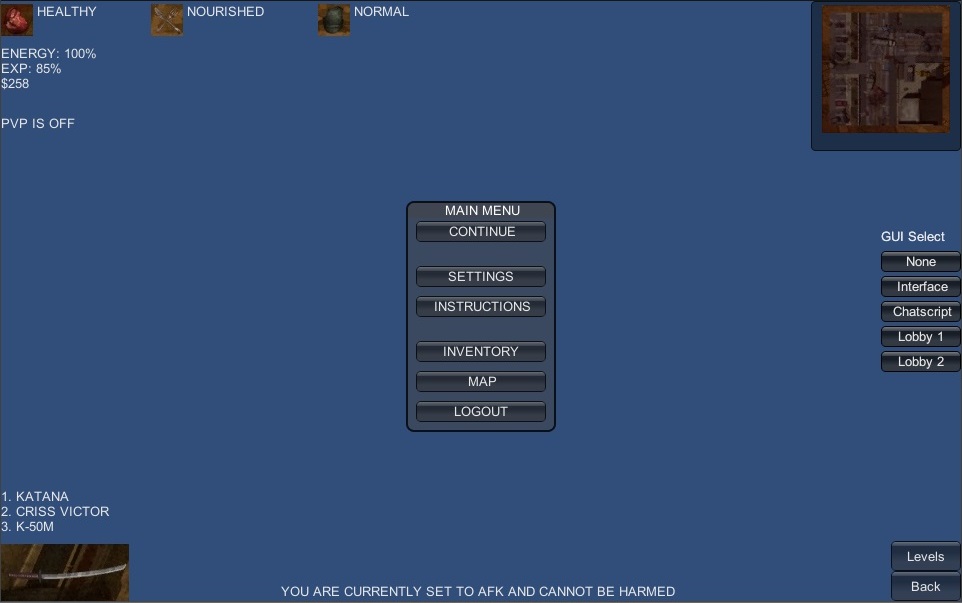 HEALTHY
NOURISHED
NORMAL
ENERGY: 100%
EXP: 85%
$258
PVP IS OFF
MAIN MENU
CONTINUE
SETTINGS
INSTRUCTIONS
INVENTORY
MAP
LOGOUT
GUI Select
None
Interface
Chatscript
Lobby 1
Lobby 2
1. KATANA
2. CRISS VICTOR
3. K-50M
Levels
Back
YOU ARE CURRENTLY SET TO AFK AND CANNOT BE HARMED